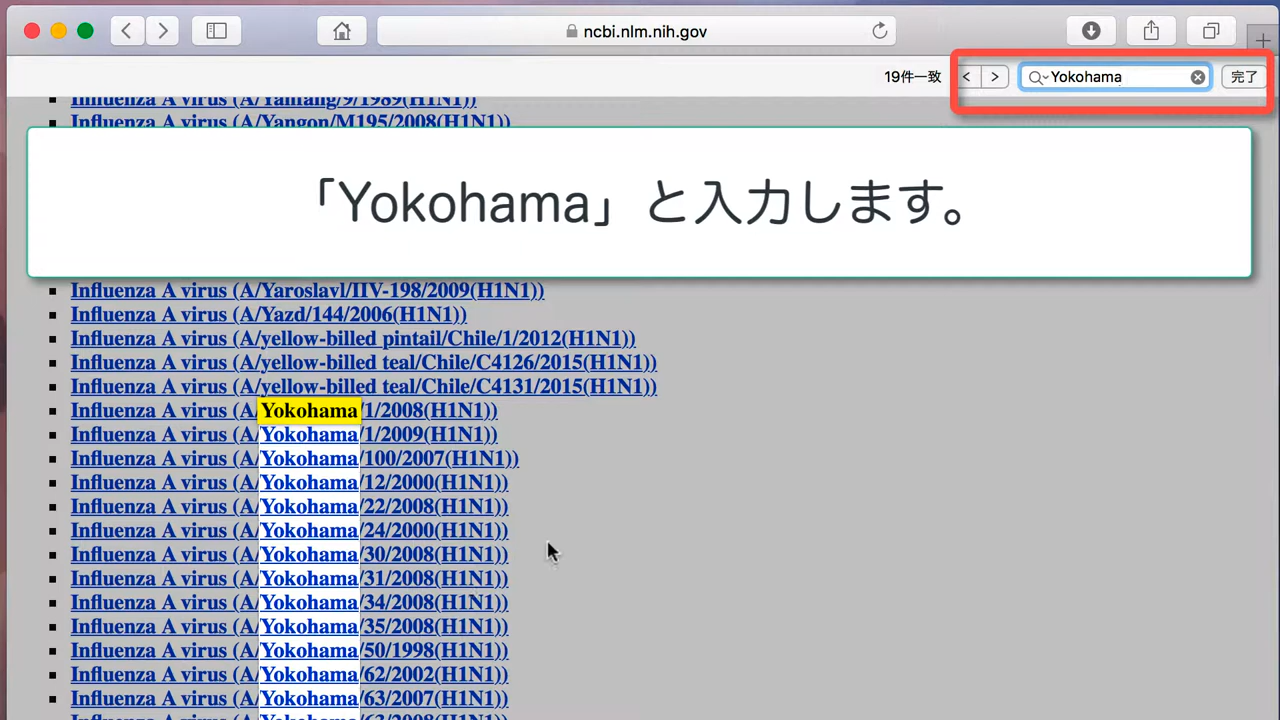 ncbi.nlm.nih.gov
19件一致
Yokohama
完了
Influenza A virus (A/Yanfang/9/1989(H1N1))
Influenza A virus (A/Yangon/M195/2008(H1N1))
「Yokohama」と入力します。
Influenza A virus (A/Yaroslavl/IIV-198/2009(H1N1))
Influenza A virus (A/Yazd/144/2006(H1N1))
Influenza A virus (A/yellow-billed pintail/Chile/1/2012(H1N1))
Influenza A virus (A/yellow-billed teal/Chile/C4126/2015(H1N1))
Influenza A virus (A/yellow-billed teal/Chile/C4131/2015(H1N1))
Influenza A virus (A/Yokohama/1/2008(H1N1))
Influenza A virus (A/Yokohama/1/2009(H1N1))
Influenza A virus (A/Yokohama/100/2007(H1N1))
Influenza A virus (A/Yokohama/12/2000(H1N1))
Influenza A virus (A/Yokohama/22/2008(H1N1))
Influenza A virus (A/Yokohama/24/2000(H1N1))
Influenza A virus (A/Yokohama/30/2008(H1N1))
Influenza A virus (A/Yokohama/31/2008(H1N1))
Influenza A virus (A/Yokohama/34/2008(H1N1))
Influenza A virus (A/Yokohama/35/2008(H1N1))
Influenza A virus (A/Yokohama/50/1998(H1N1))
Influenza A virus (A/Yokohama/62/2002(H1N1))
Influenza A virus (A/Yokohama/63/2007(H1N1))